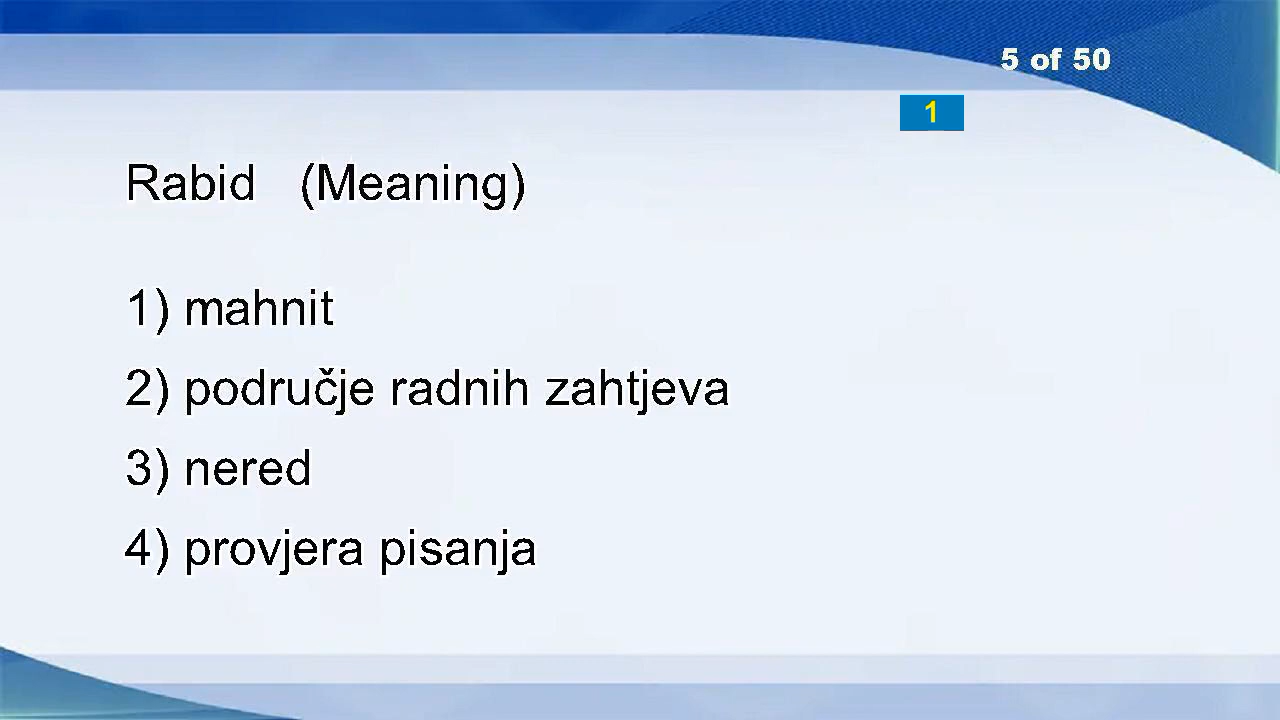 5 of 50
1
Rabid (Meaning)
1) mahnit
2) područje radnih zahtjeva
3) nered
4) provjera pisanja